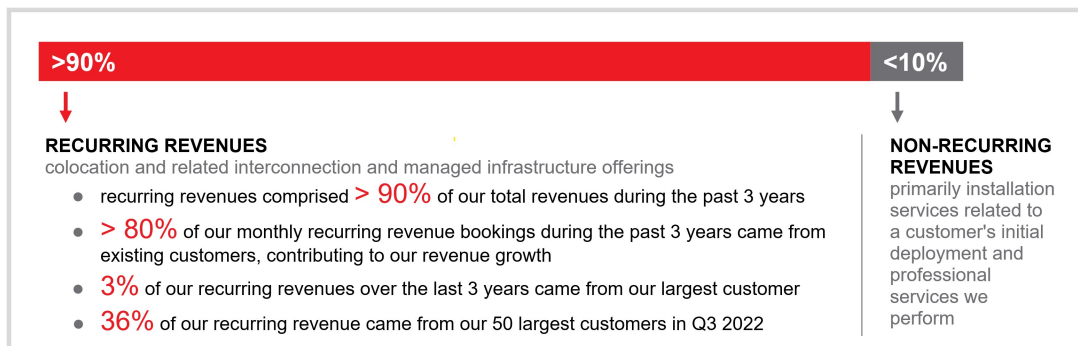 >90%
<10%
RECURRING REVENUES
colocation and related interconnection and managed infrastructure offerings
● recurring revenues comprised > 90% of our total revenues during the past 3 years
● > 80% of our monthly recurring revenue bookings during the past 3 years came from
existing customers, contributing to our revenue growth
● 3% of our recurring revenues over the last 3 years came from our largest customer
● 36% of our recurring revenue came from our 50 largest customers in Q3 2022
NON-RECURRING
REVENUES
primarily installation
services related to
a customer's initial
deployment and
professional
services we
perform